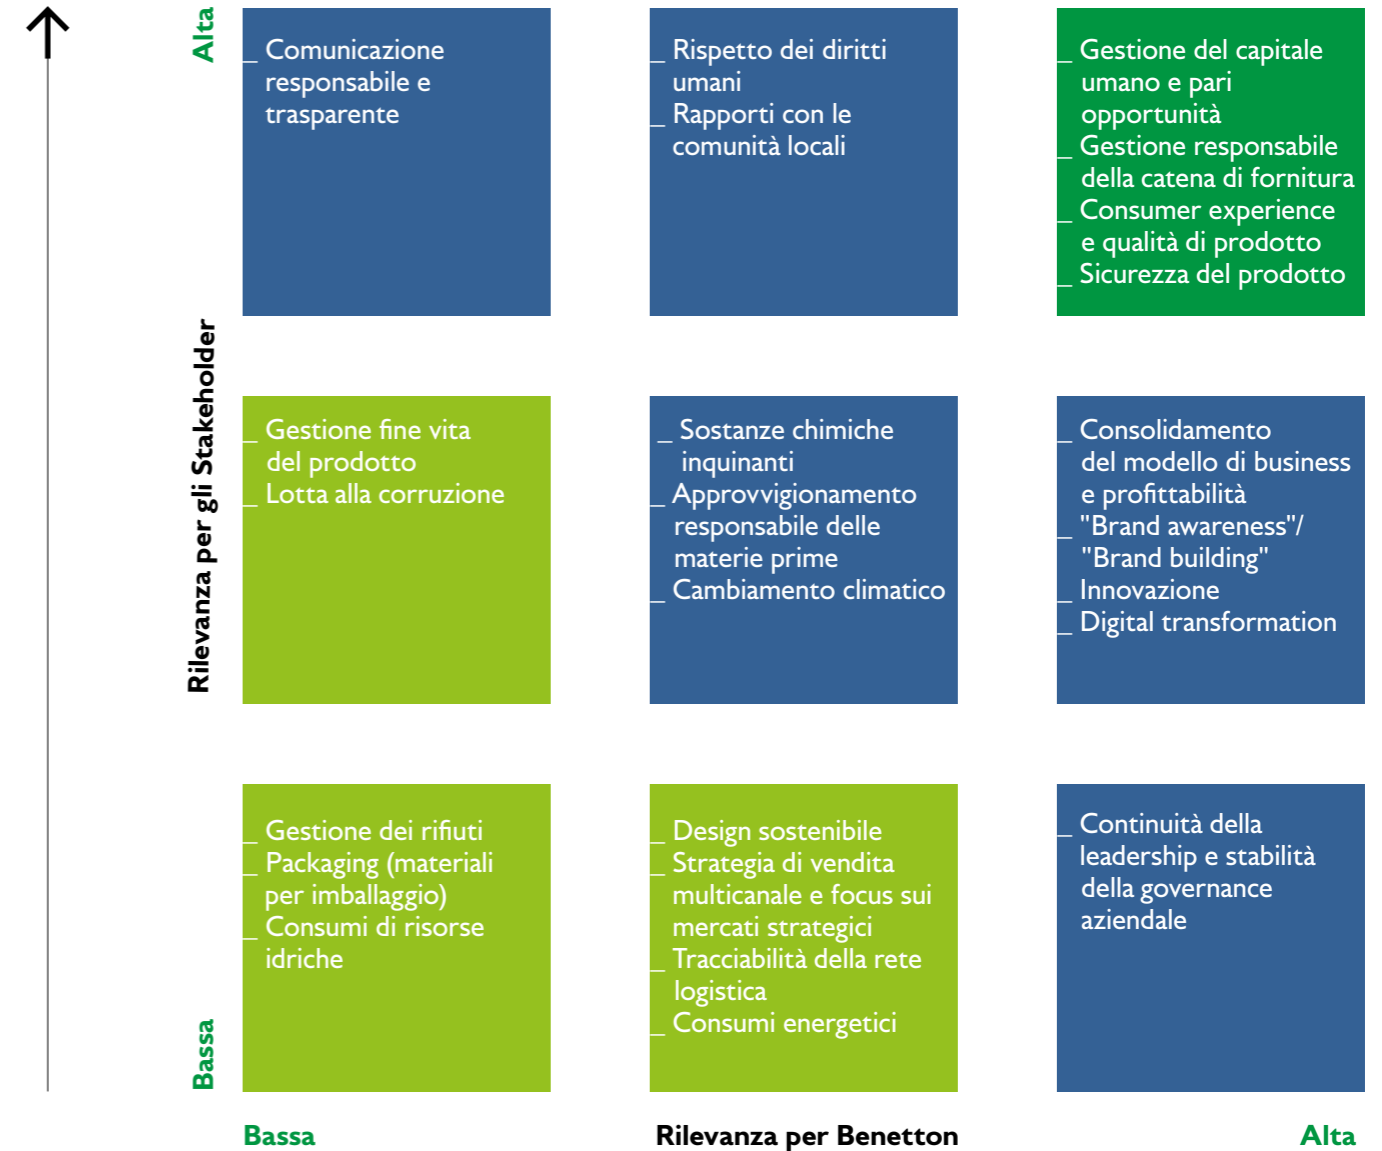 Alta
Rilevanza per gli Stakeholder
Bassa
_ Comunicazione
responsabile e
trasparente
_ Rispetto dei diritti
umani
_ Rapporti con le
comunità locali
_ Gestione del capitale
umano e pari
opportunità
_ Gestione responsabile
della catena di fornitura
_ Consumer experience
e qualità di prodotto
_ Sicurezza del prodotto
_ Gestione fine vita
del prodotto
_ Lotta alla corruzione
_ Sostanze chimiche
inquinanti
_ Approvvigionamento
responsabile delle
materie prime
_ Cambiamento climatico
_ Consolidamento
del modello di business
e profittabilità
_ "Brand awareness"/
"Brand building"
_ Innovazione
_ Digital transformation
_ Gestione dei rifiuti
_ Packaging (materiali
per imballaggio)
_ Consumi di risorse
idriche
_ Design sostenibile
_ Strategia di vendita
multicanale e focus sui
mercati strategici
_ Tracciabilità della rete
logistica
_ Consumi energetici
_ Continuità della
leadership e stabilità
della governance
aziendale
Bassa
Rilevanza per Benetton
Alta